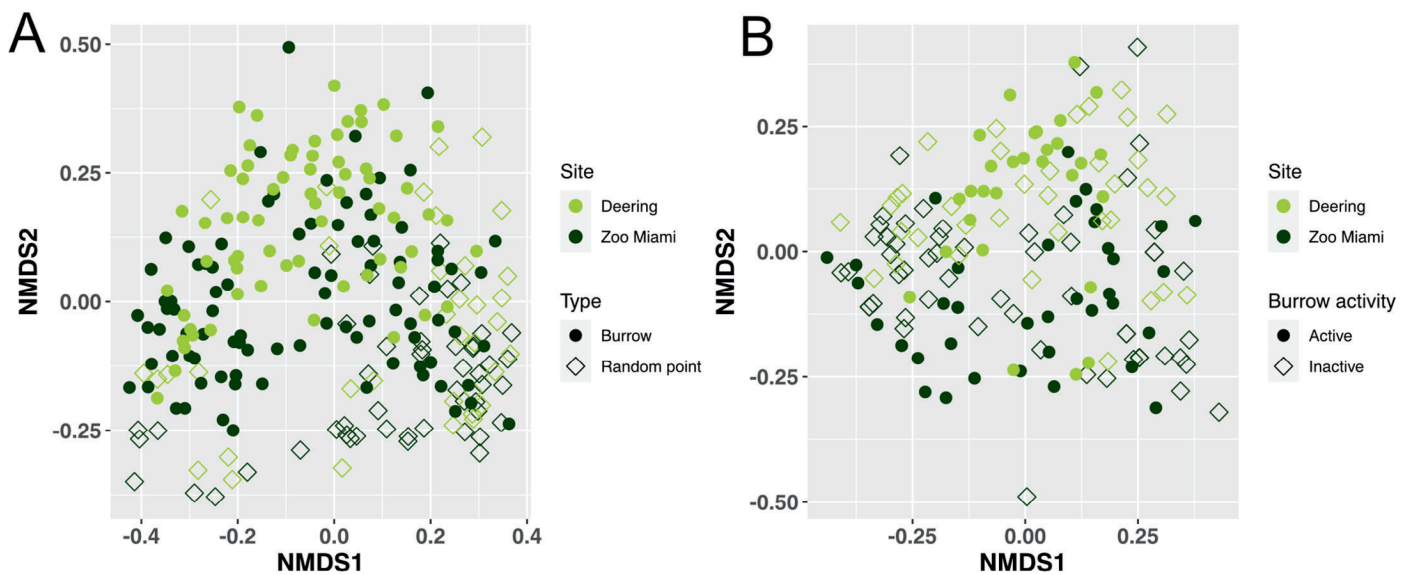 A
0.50
0.25
0.00
-0.25
NMDS2
-0.4
-0.2
0.0
0.2
0.4
NMDS1
Site
Deering
Zoo Miami
Type
Burrow
Random point
B
0.25
0.00
-0.25
-0.50
NMDS2
-0.25
0.00
0.25
NMDS1
Site
Deering
Zoo Miami
Burrow activity
Active
Inactive